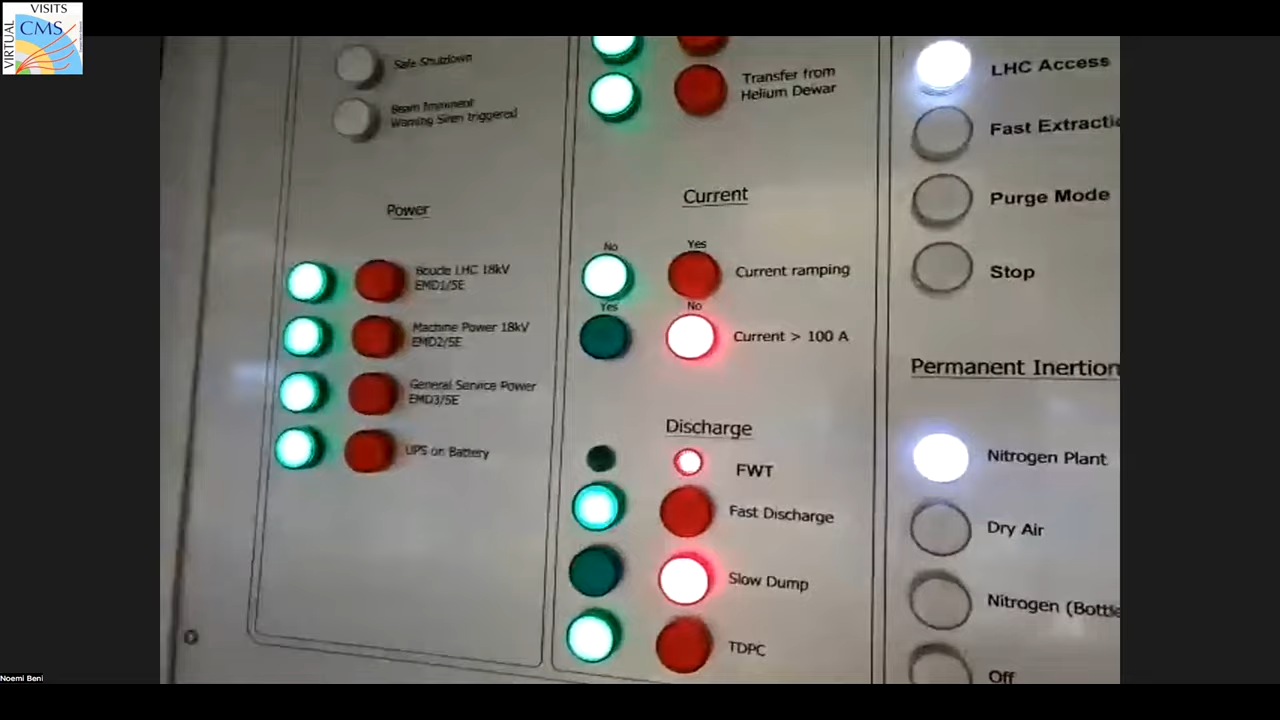 VISITS
VIRTUAL
CMS
Safe Shutdown
Beam Imminent
Warning Siren triggered
Power
Boucle LHC 18kV
EMD1/5E
Machine Power 18kV
EMD2/5E
General Service Power
EMD3/5E
UPS on Battery
Transfer from
Helium Dewar
Current
No Yes
Current ramping
Yes No
Current > 100 A
Discharge
FWT
Fast Discharge
Slow Dump
TDPC
LHC Access
Fast Extractio
Purge Mode
Stop
Permanent Inertion
Nitrogen Plant
Dry Air
Nitrogen (Bottle
Off
Noemi Beni